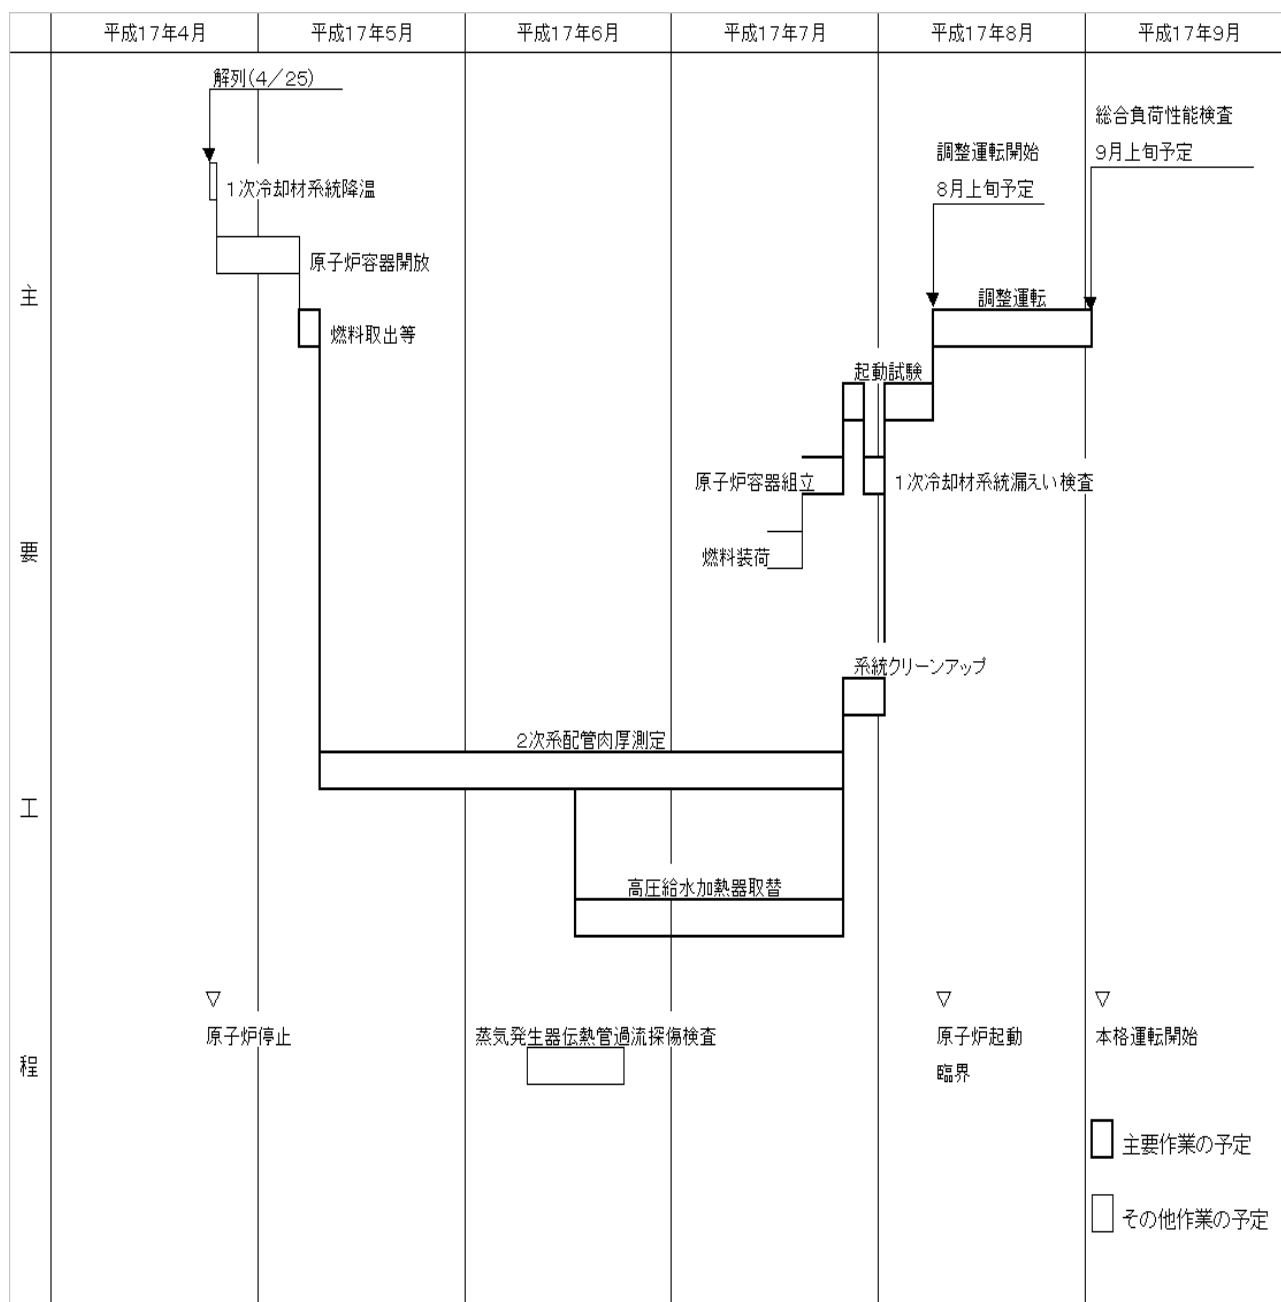 平成17年4月
平成17年5月
平成17年6月
平成17年7月
平成17年8月
平成17年9月
主
要
工
程
解列(4/25)
1次冷却材系統降温
原子炉容器開放
燃料取出等
総合負荷性能検査
9月上旬予定
調整運転開始
8月上旬予定
調整運転
起動試験
原子炉容器組立
1次冷却材系統漏えい検査
燃料装荷
系統クリーンアップ
2次系配管肉厚測定
高圧給水加熱器取替
▽
原子炉停止
蒸気発生器伝熱管過流探傷検査
▽
原子炉起動
臨界
▽
本格運転開始
主要作業の予定
その他作業の予定